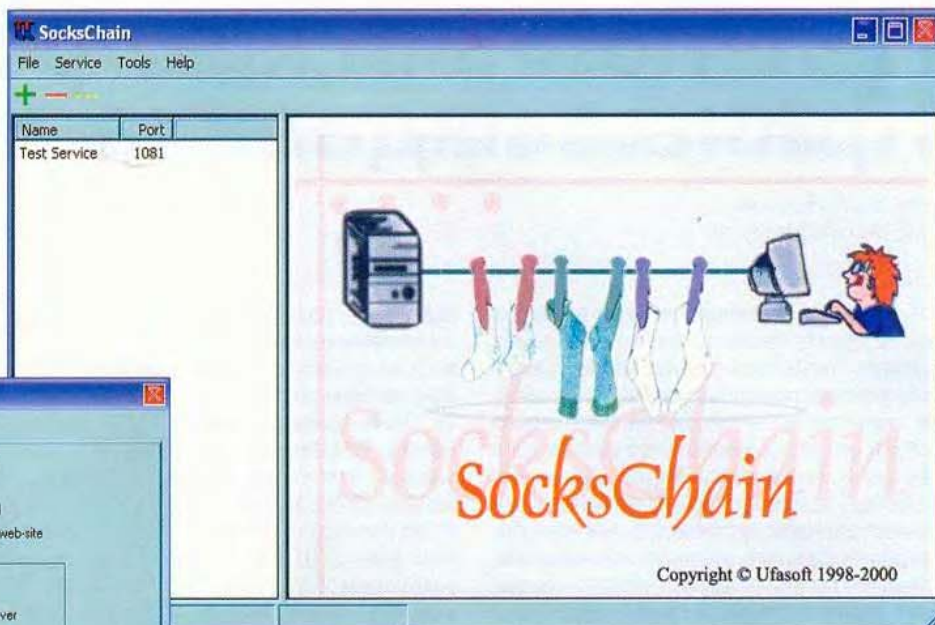 SocksChain
File Service Tools Help
Name Port
Test Service 1081
SocksChain
Copyright © Ufasoft 1998-2000
web-site